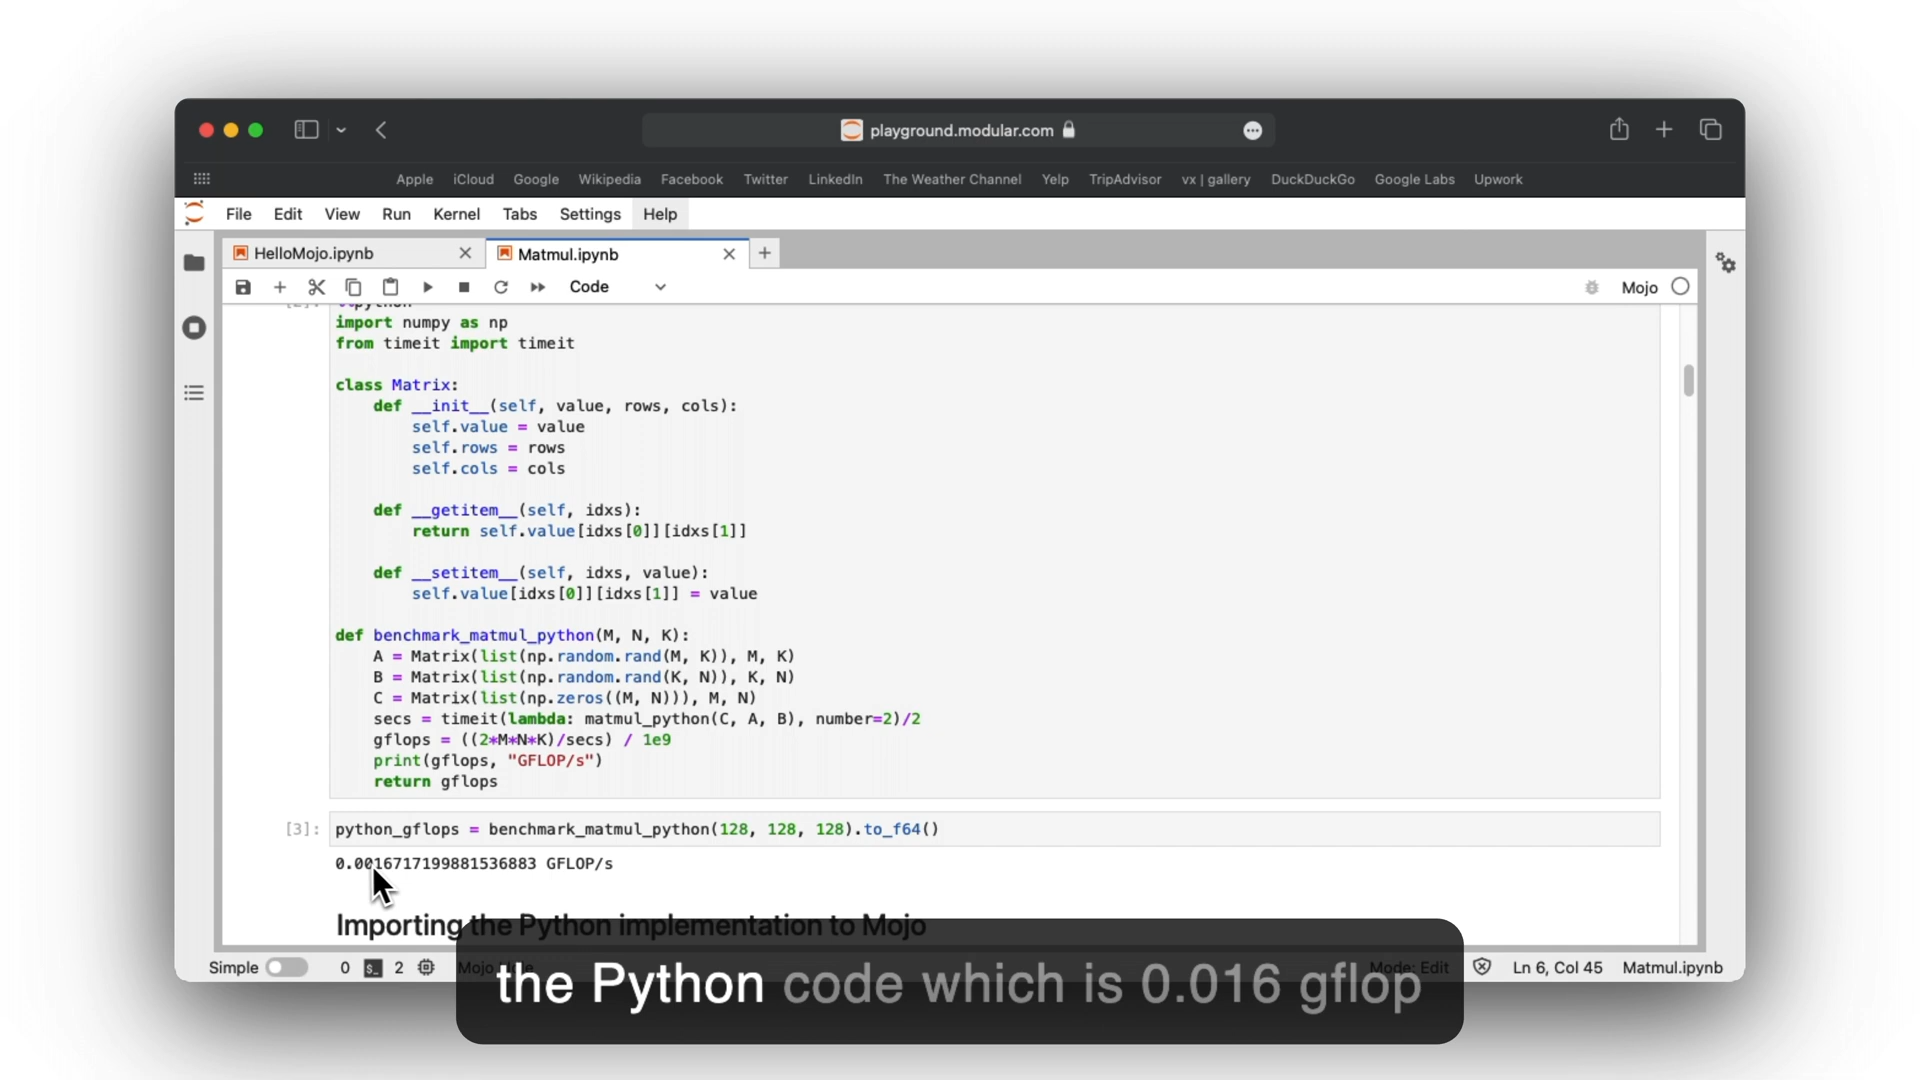 playground.modular.com
Apple iCloud Google Wikipedia Facebook Twitter LinkedIn The Weather Channel Yelp TripAdvisor vx | gallery DuckDuckGo Google Labs Upwork
File Edit View Run Kernel Tabs Settings Help
HelloMojo.ipynb Matmul.ipynb
Code Mojo
import numpy as np
from timeit import timeit
class Matrix:
def __init__(self, value, rows, cols):
self.value = value
self.rows = rows
self.cols = cols
def __getitem__(self, idxs):
return self.value[idxs[0]][idxs[1]]
def __setitem__(self, idxs, value):
self.value[idxs[0]][idxs[1]] = value
def benchmark_matmul_python(M, N, K):
A = Matrix(list(np.random.rand(M, K)), M, K)
B = Matrix(list(np.random.rand(K, N)), K, N)
C = Matrix(list(np.zeros((M, N))), M, N)
secs = timeit(lambda: matmul_python(C, A, B), number=2)/2
gflops = ((2*M*N*K)/secs) / 1e9
print(gflops, "GFLOP/s")
return gflops
[3]: python_gflops = benchmark_matmul_python(128, 128, 128).to_f64()
0.0016717199881536883 GFLOP/s
Importing the Python implementation to Mojo
Simple 0 2 Mojo Mode: Edit Ln 6, Col 45 Matmul.ipynb
the Python code which is 0.016 gflop